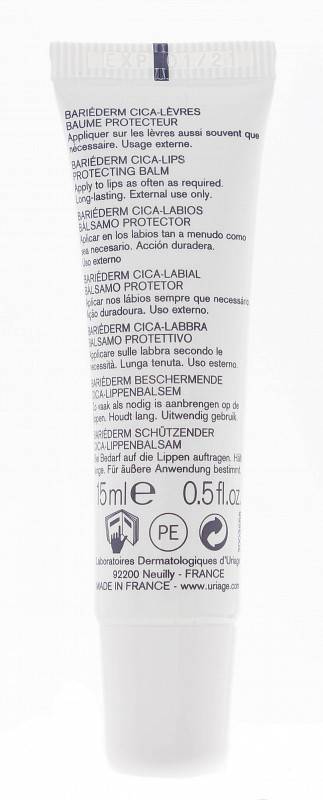 EXP 01/21
BARIÉDERM CICA-LÈVRES
BAUME PROTECTEUR
Appliquer sur les lèvres aussi souvent que
nécessaire. Usage externe.
BARIÉDERM CICA-LIPS
PROTECTING BALM
Apply to lips as often as required.
Long-lasting. External use only.
BARIÉDERM CICA-LABIOS
BÁLSAMO PROTECTOR
Aplicar en los labios tan a menudo como
sea necesario. Acción duradera.
Uso externo
BARIÉDERM CICA-LABIAL
BÁLSAMO PROTETOR
Aplicar nos lábios sempre que necessário
Ação duradoura. Uso externo.
BARIÉDERM CICA-LABBRA
BALSAMO PROTETTIVO
Applicare sulle labbra secondo le
necessità. Lunga tenuta. Uso esterno.
BARIÉDERM BESCHERMENDE
CICA-LIPPENBALSEM
Zo vaak als nodig is aanbrengen op de
lippen. Houdt lang. Uitwendig gebruik.
BARIÉDERM SCHÜTZENDER
CICA-LIPPENBALSAM
Bei Bedarf auf die Lippen auftragen. Hält
lange. Für äußere Anwendung bestimmt.
15ml e 0.5fl.oz.
PE
Laboratoires Dermatologiques d'Uriage
92200 Neuilly - FRANCE
MADE IN FRANCE - www.uriage.com